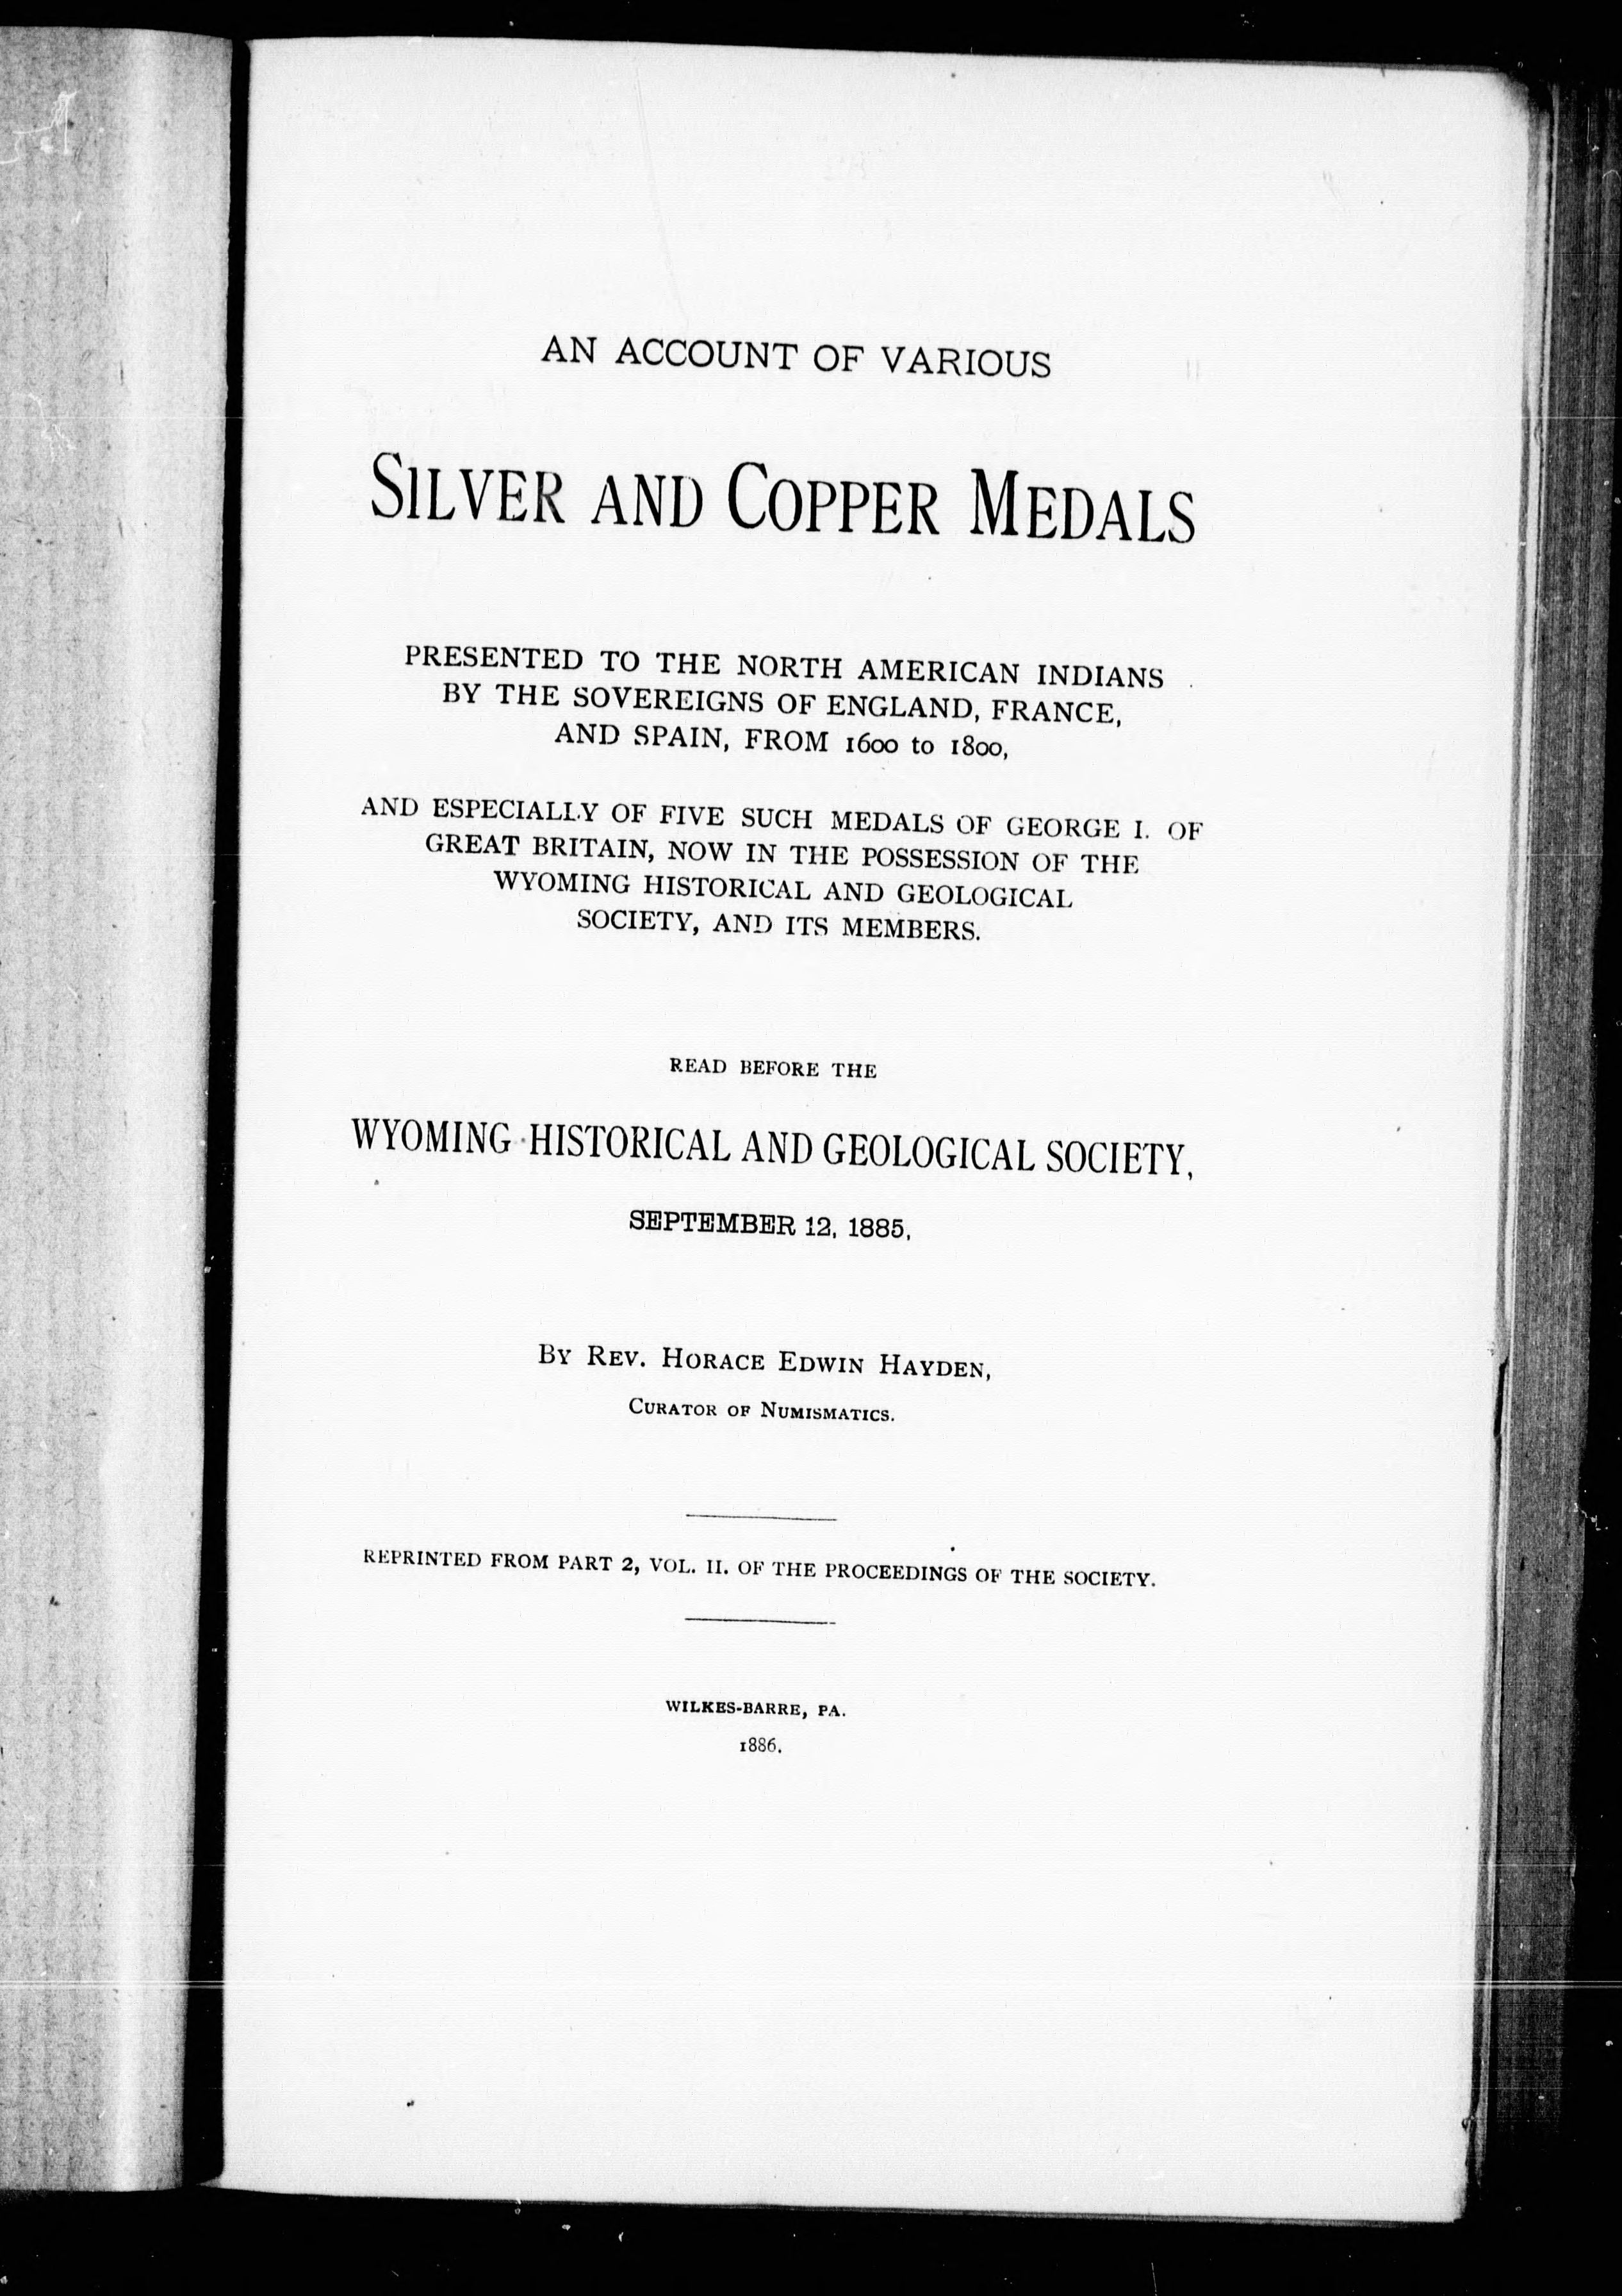 AN ACCOUNT OF VARIOUS
SILVER AND COPPER MEDALS
PRESENTED TO THE NORTH AMERICAN INDIANS
BY THE SOVEREIGNS OF ENGLAND, FRANCE,
AND SPAIN, FROM 1600 to 1800,
AND ESPECIALLY OF FIVE SUCH MEDALS OF GEORGE I. OF
GREAT BRITAIN, NOW IN THE POSSESSION OF THE
WYOMING HISTORICAL AND GEOLOGICAL
SOCIETY, AND ITS MEMBERS.
READ BEFORE THE
WYOMING HISTORICAL AND GEOLOGICAL SOCIETY,
SEPTEMBER 12, 1885,
BY REV. HORACE EDWIN HAYDEN,
CURATOR OF NUMISMATICS.
REPRINTED FROM PART 2, VOL. II. OF THE PROCEEDINGS OF THE SOCIETY.
WILKES-BARRE, PA.
1886.